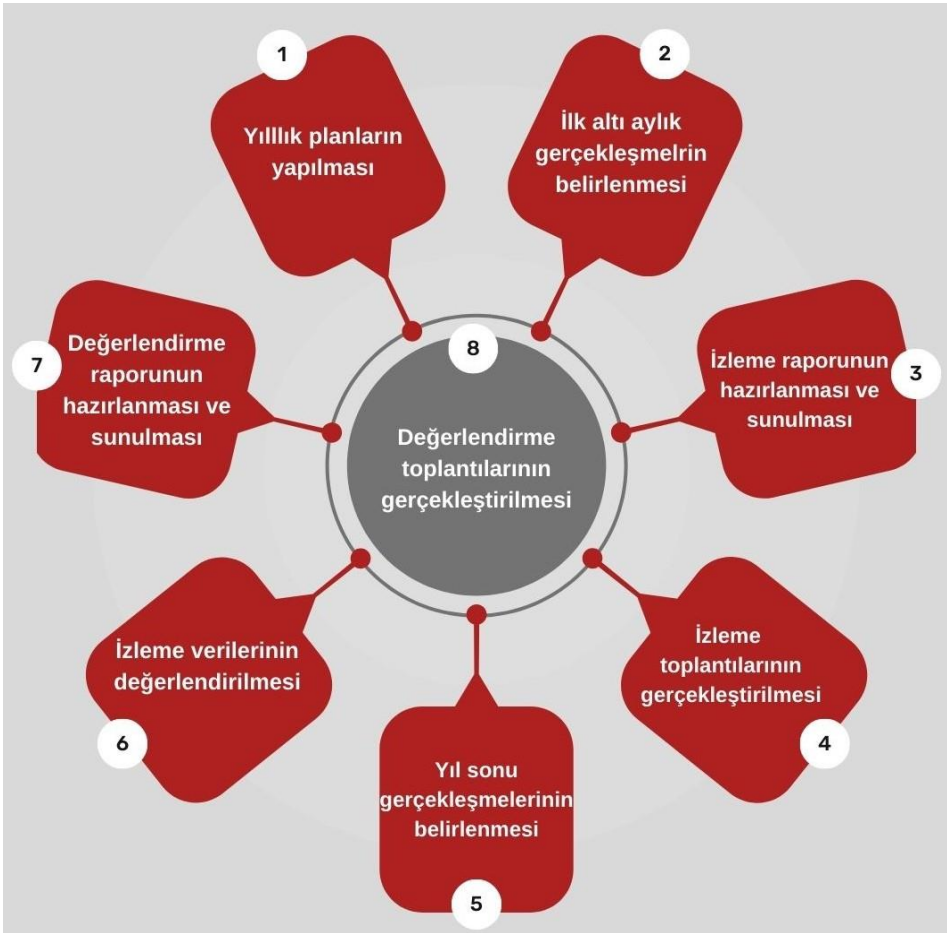 1
Yılllık planların
yapılması
2
İlk altı aylık
gerçekleşmelrin
belirlenmesi
3
İzleme raporunun
hazırlanması ve
sunulması
4
İzleme
toplantılarının
gerçekleştirilmesi
5
Yıl sonu
gerçekleşmelerinin
belirlenmesi
6
İzleme verilerinin
değerlendirilmesi
7
Değerlendirme
raporunun
hazırlanması ve
sunulması
8
Değerlendirme
toplantılarının
gerçekleştirilmesi